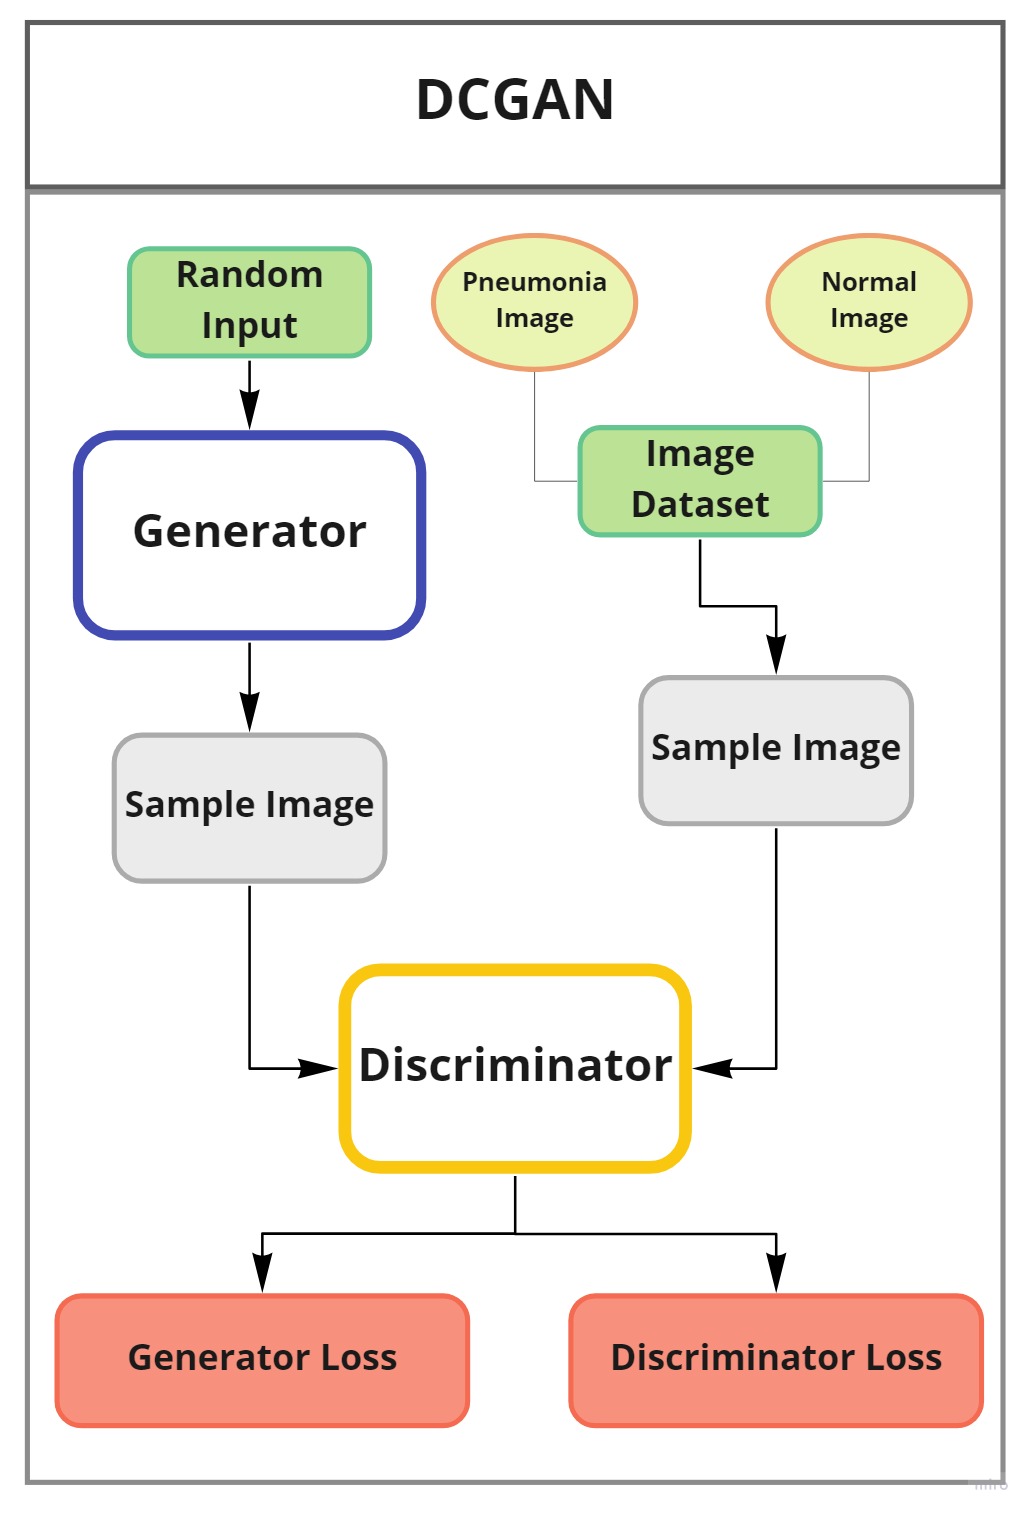 DCGAN
Random
Input
Pneumonia
Image
Normal
Image
Image
Dataset
Generator
Sample Image
Sample Image
Discriminator
Generator Loss
Discriminator Loss
miro